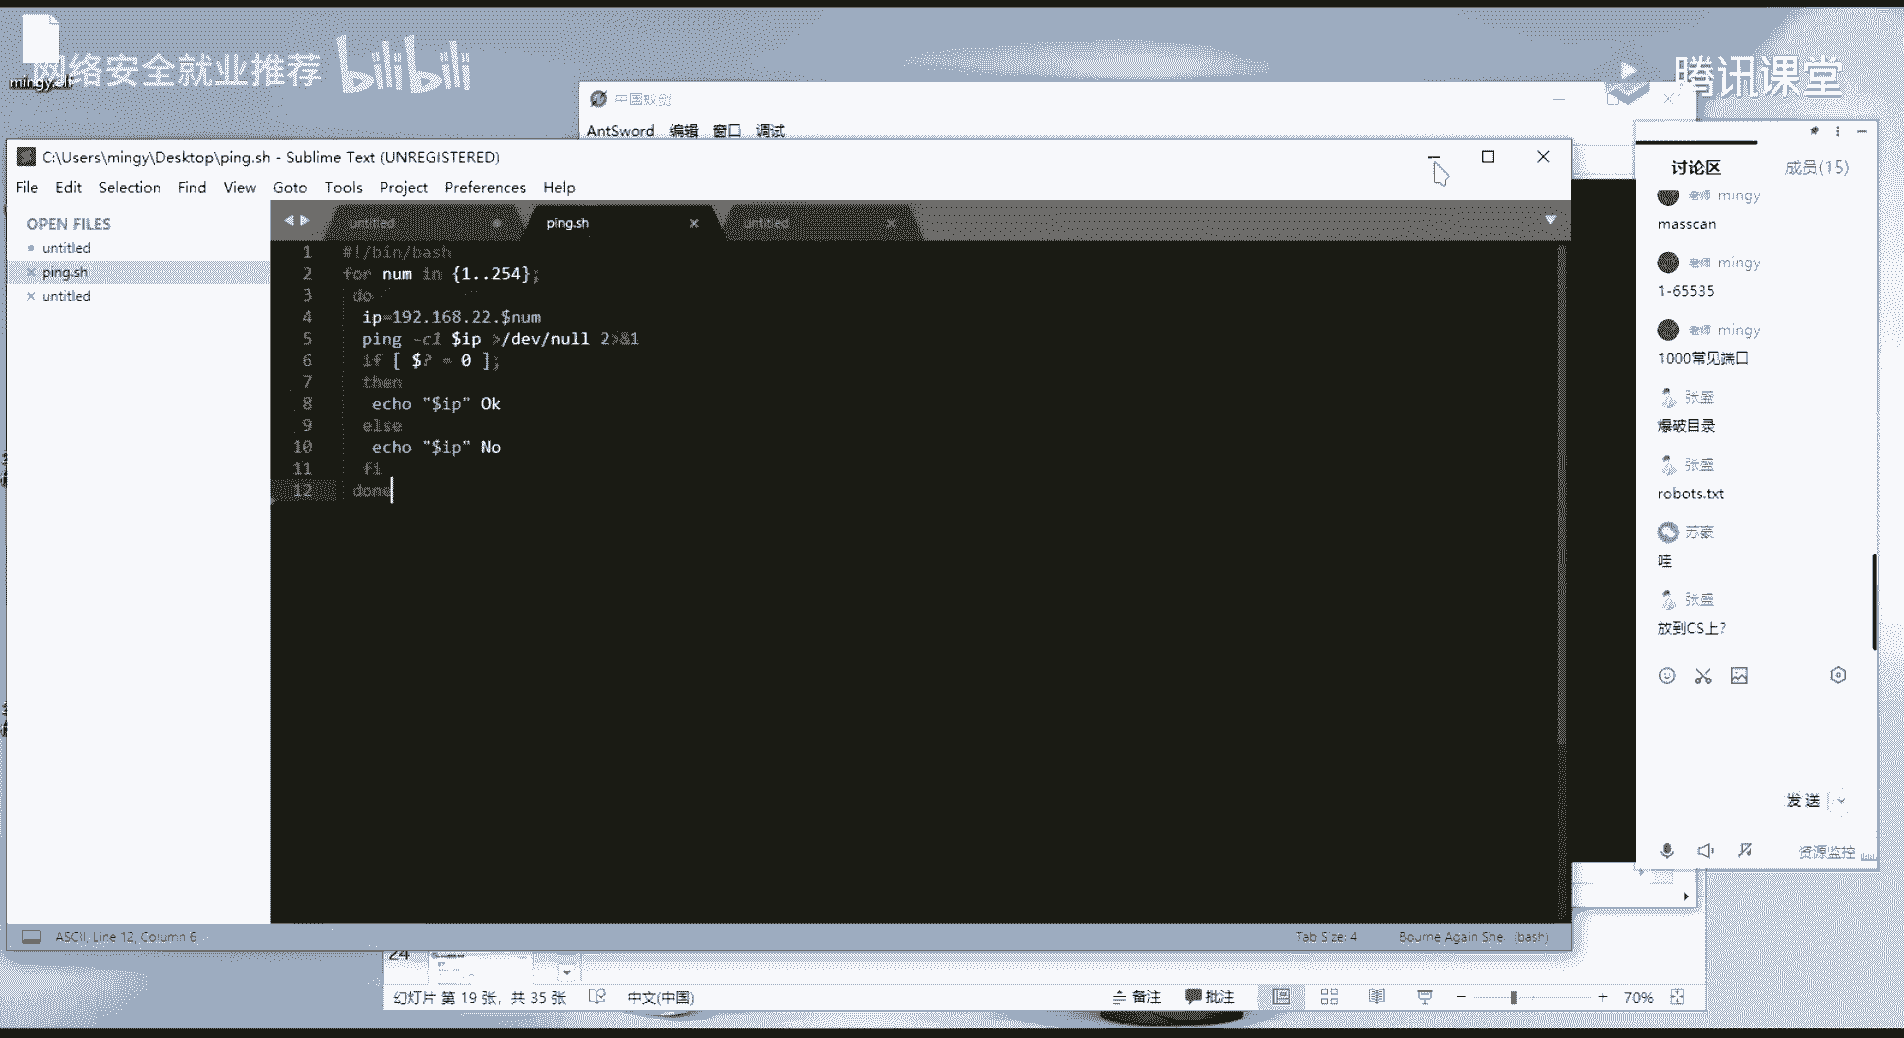 网络安全就业推荐 bilibili
腾讯课堂
中国蚁剑
AntSword 编辑 窗口 调试
C:\Users\mingy\Desktop\ping.sh - Sublime Text (UNREGISTERED)
File Edit Selection Find View Goto Tools Project Preferences Help
OPEN FILES
untitled
ping.sh
untitled
untitled
ping.sh
untitled
1 #!/bin/bash
2 for num in {1..254};
3 do
4 ip=192.168.22.$num
5 ping -c1 $ip >/dev/null 2>&1
6 if [ $? = 0 ];
7 then
8 echo "$ip" Ok
9 else
10 echo "$ip" No
11 fi
12 done
ASCII, Line 12, Column 6
Tab Size: 4
Bourne Again She (bash)
讨论区 成员(15)
老师 mingy
masscan
老师 mingy
1-65535
老师 mingy
1000常见端口
张盛
爆破目录
张盛
robots.txt
苏豪
哇
张盛
放到CS上?
发送
资源监控
24
幻灯片 第 19 张，共 35 张 中文(中国) 备注 批注 70%